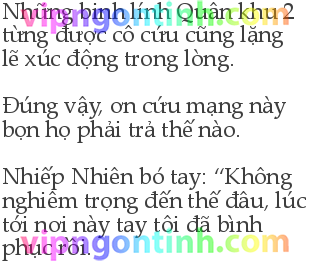 Những binh lính Quân khu 2
từng được cô cứu cũng lặng
lẽ xúc động trong lòng.
Đúng vậy, ơn cứu mạng này
bọn họ phải trả thế nào.
Nhiếp Nhiên bó tay: “Không
nghiêm trọng đến thế đâu, lúc
tới nơi này tay tôi đã bình
phục rồi.
vipngontinh.com
vipngontinh.com